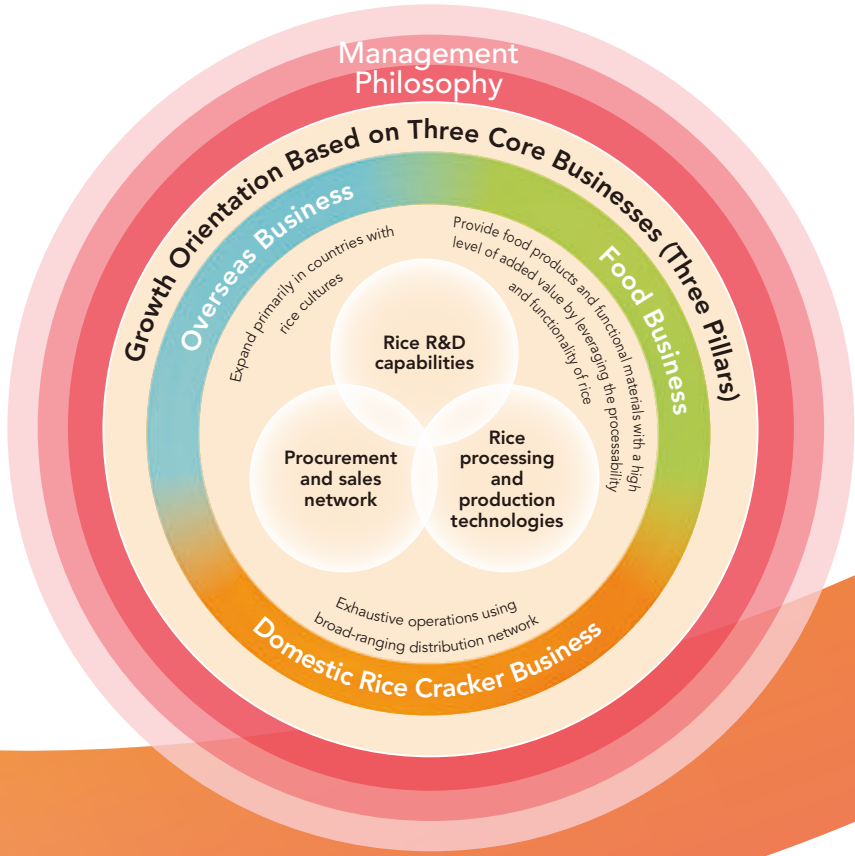 Management
Philosophy
Growth Orientation Based on Three Core Businesses (Three Pillars)
Overseas Business
Expand primarily in countries with
rice cultures
Food Business
Provide food products and functional materials with a high
level of added value by leveraging the processability
and functionality of rice
Rice R&D
capabilities
Procurement
and sales
network
Rice
processing
and
production
technologies
Exhaustive operations using
broad-ranging distribution network
Domestic Rice Cracker Business